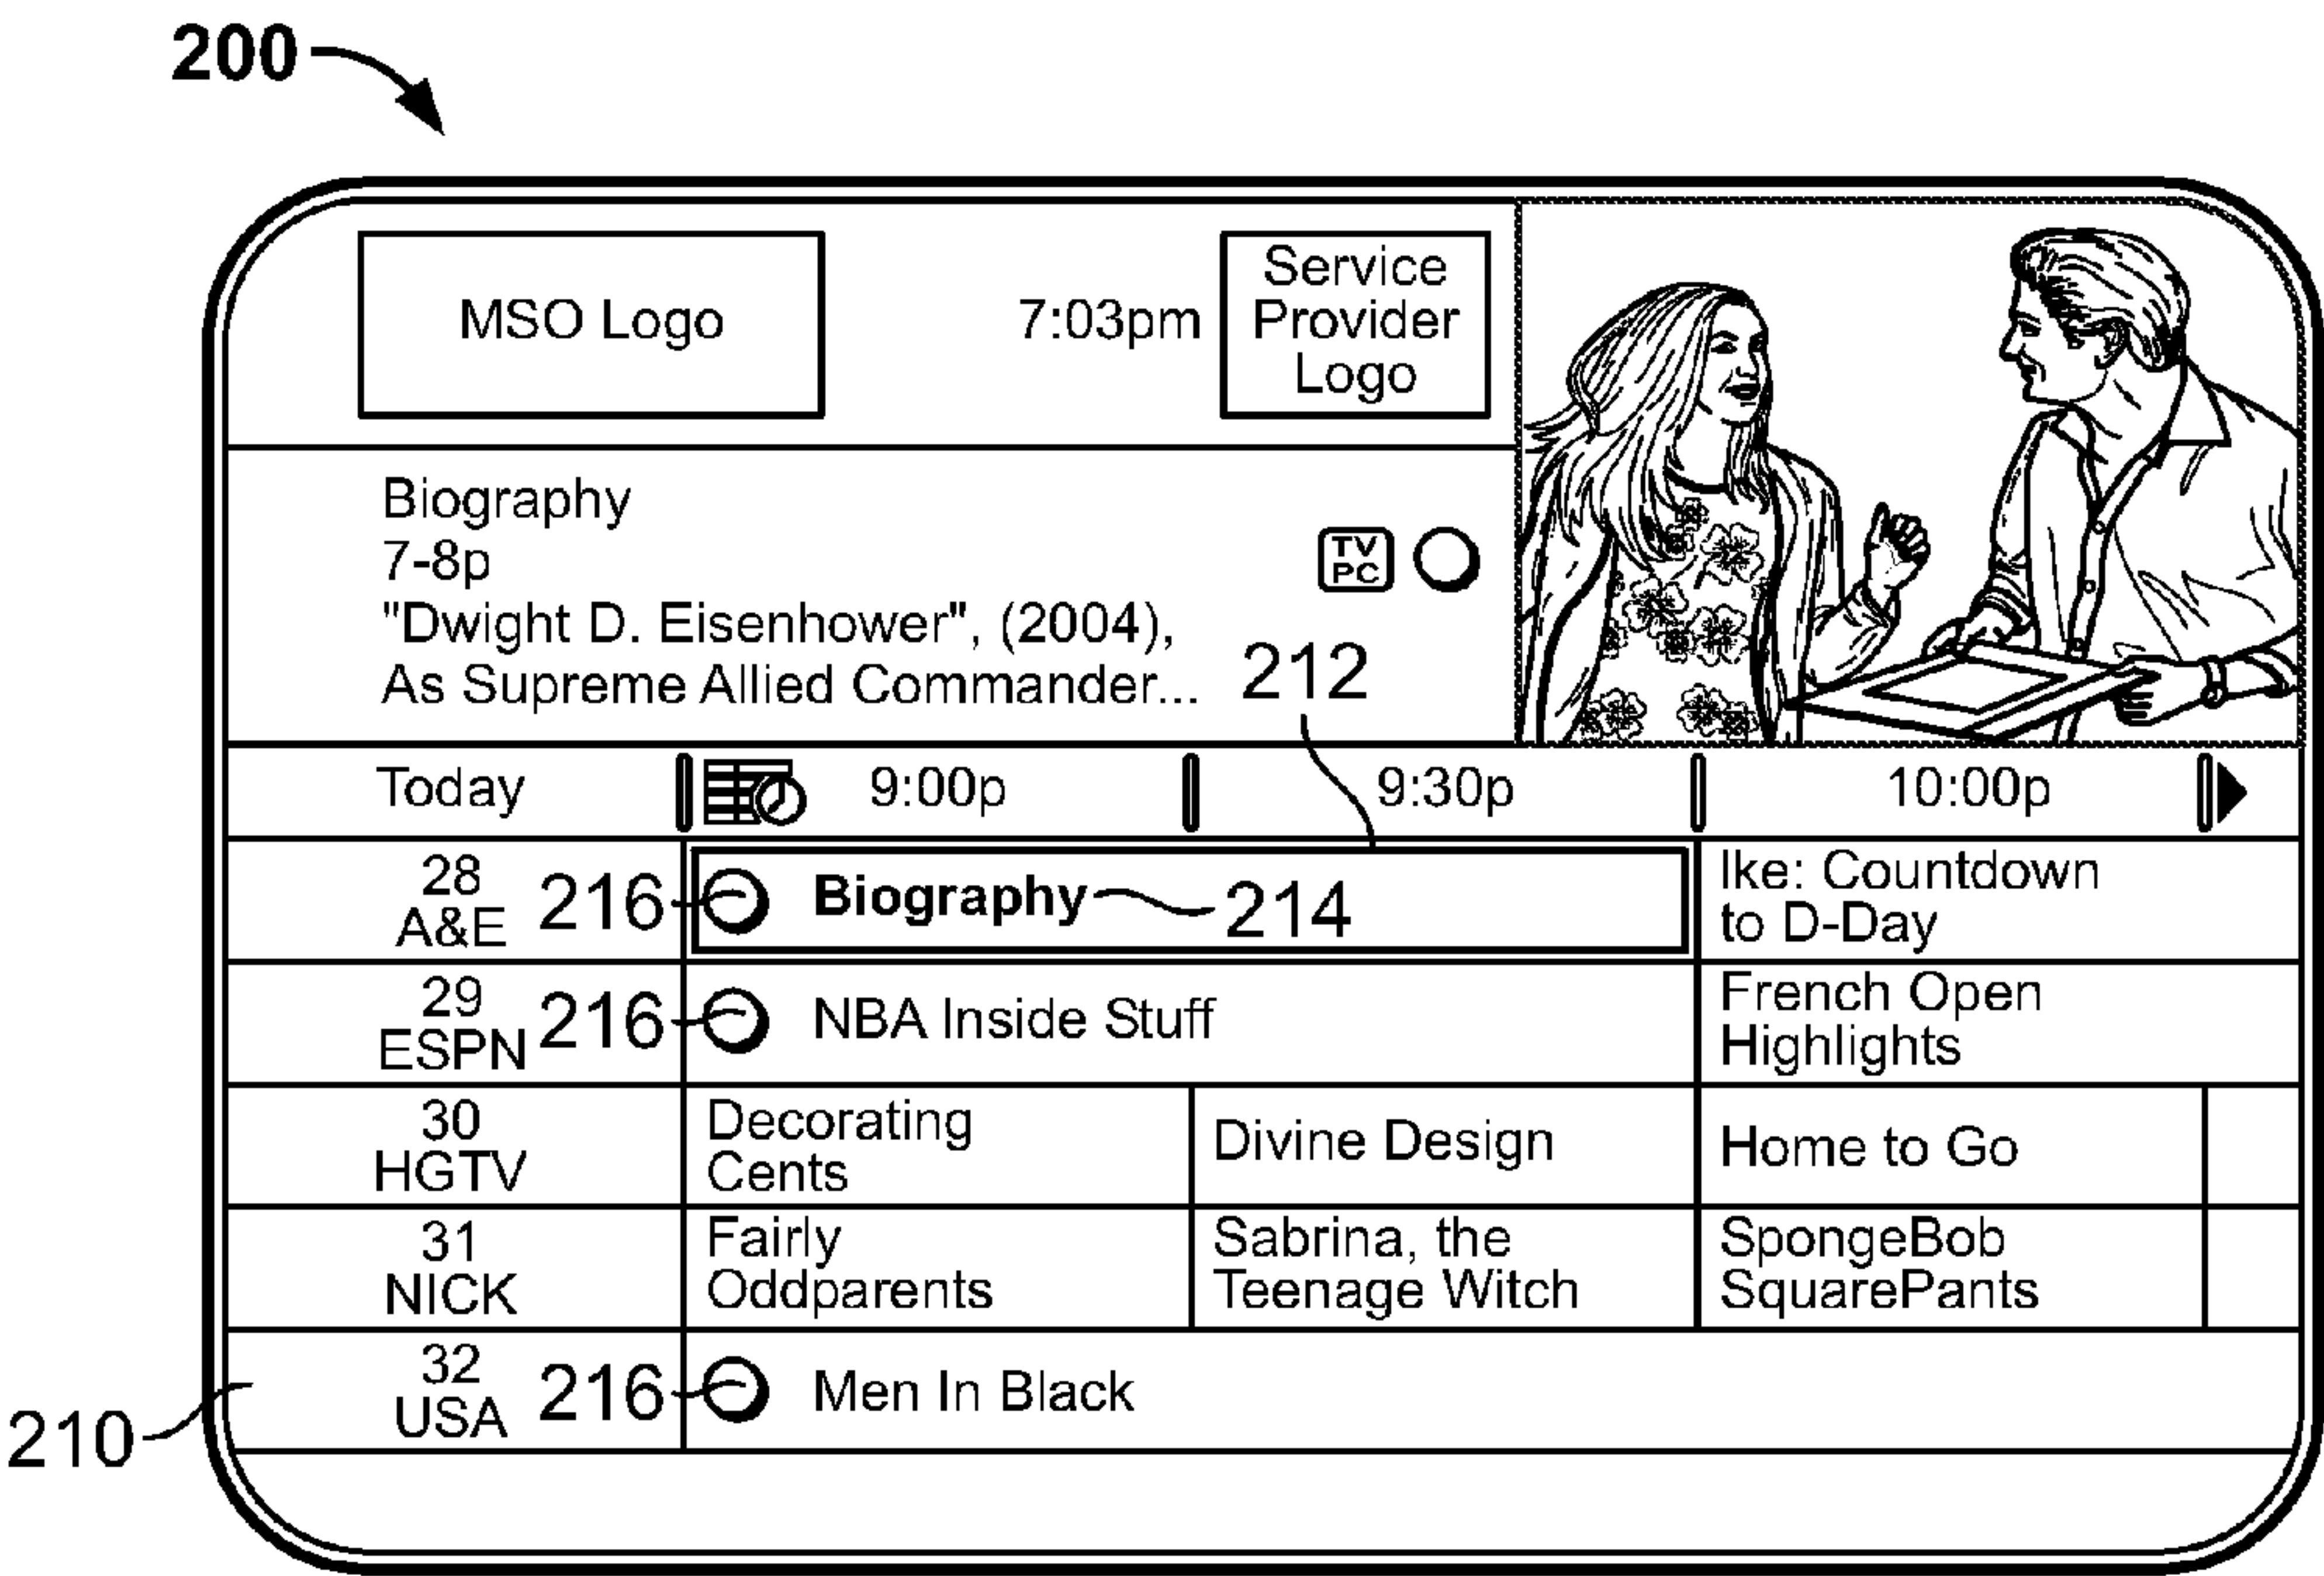 200
MSO Logo
7:03pm
Service
Provider
Logo
Biography
7-8p
"Dwight D. Eisenhower", (2004),
As Supreme Allied Commander...
TV
PC
212
Today
9:00p
9:30p
10:00p
28
A&E
216
Biography
214
Ike: Countdown
to D-Day
29
ESPN
216
NBA Inside Stuff
French Open
Highlights
30
HGTV
Decorating
Cents
Divine Design
Home to Go
31
NICK
Fairly
Oddparents
Sabrina, the
Teenage Witch
SpongeBob
SquarePants
32
USA
216
Men In Black
210